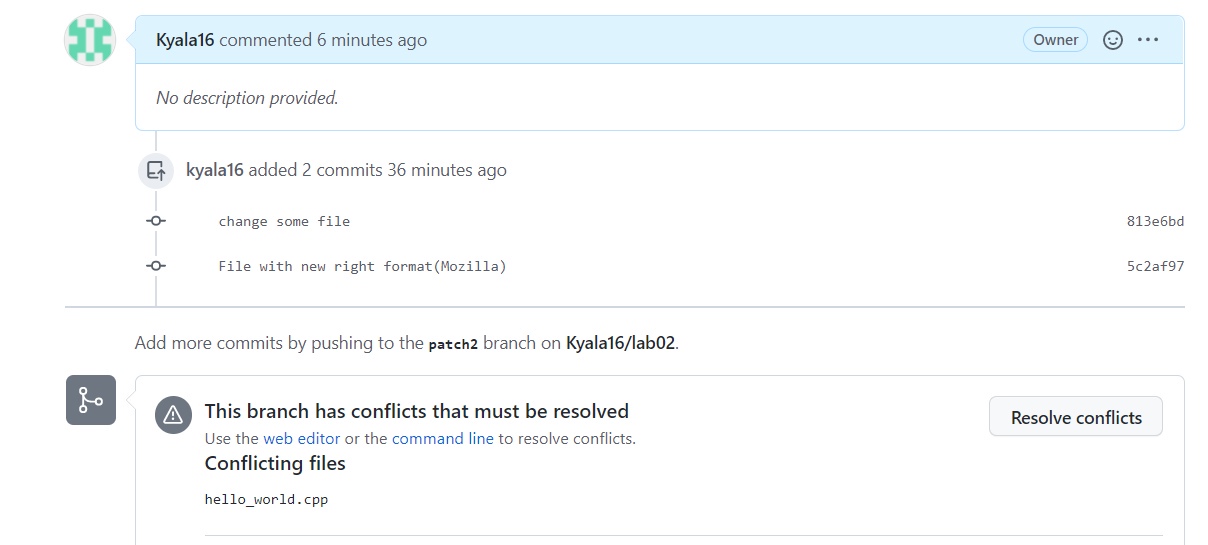 Kyala16 commented 6 minutes ago Owner
No description provided.
kyala16 added 2 commits 36 minutes ago
change some file 813e6bd
File with new right format(Mozilla) 5c2af97
Add more commits by pushing to the patch2 branch on Kyala16/lab02.
This branch has conflicts that must be resolved
Resolve conflicts
Use the web editor or the command line to resolve conflicts.
Conflicting files
hello_world.cpp